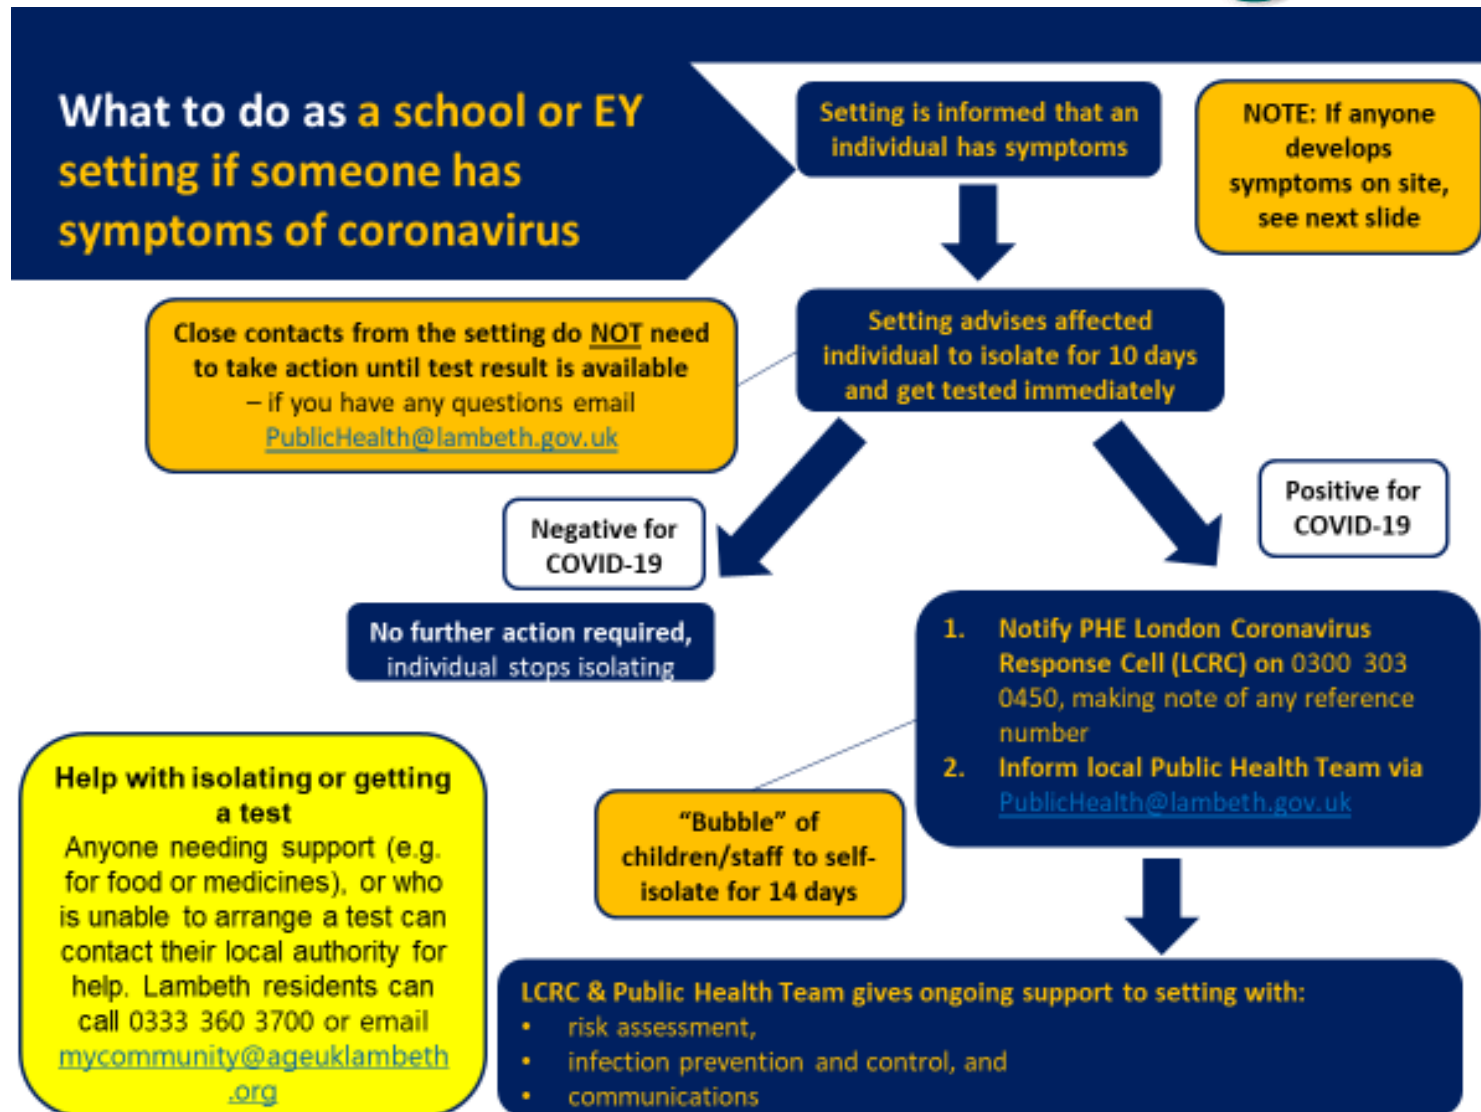 What to do as a school or EY
setting if someone has
symptoms of coronavirus
Setting is informed that an
individual has symptoms
NOTE: If anyone
develops
symptoms on site,
see next slide
Close contacts from the setting do NOT need
to take action until test result is available
– if you have any questions email
PublicHealth@lambeth.gov.uk
Setting advises affected
individual to isolate for 10 days
and get tested immediately
Negative for
COVID-19
Positive for
COVID-19
No further action required,
individual stops isolating
1. Notify PHE London Coronavirus
Response Cell (LCRC) on 0300 303
0450, making note of any reference
number
2. Inform local Public Health Team via
PublicHealth@lambeth.gov.uk
"Bubble" of
children/staff to self-
isolate for 14 days
Help with isolating or getting
a test
Anyone needing support (e.g.
for food or medicines), or who
is unable to arrange a test can
contact their local authority for
help. Lambeth residents can
call 0333 360 3700 or email
mycommunity@ageuklambeth
.org
LCRC & Public Health Team gives ongoing support to setting with:
• risk assessment,
• infection prevention and control, and
• communications